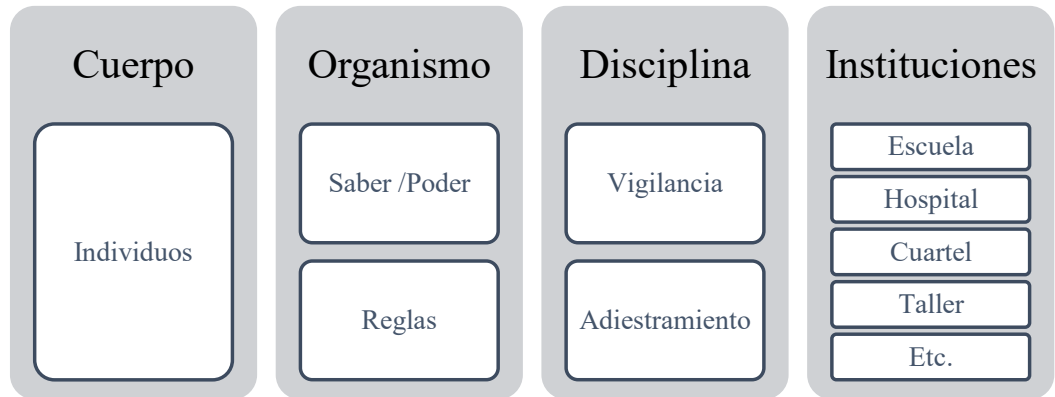 Cuerpo
Individuos
Organismo
Saber /Poder
Reglas
Disciplina
Vigilancia
Adiestramiento
Instituciones
Escuela
Hospital
Cuartel
Taller
Etc.